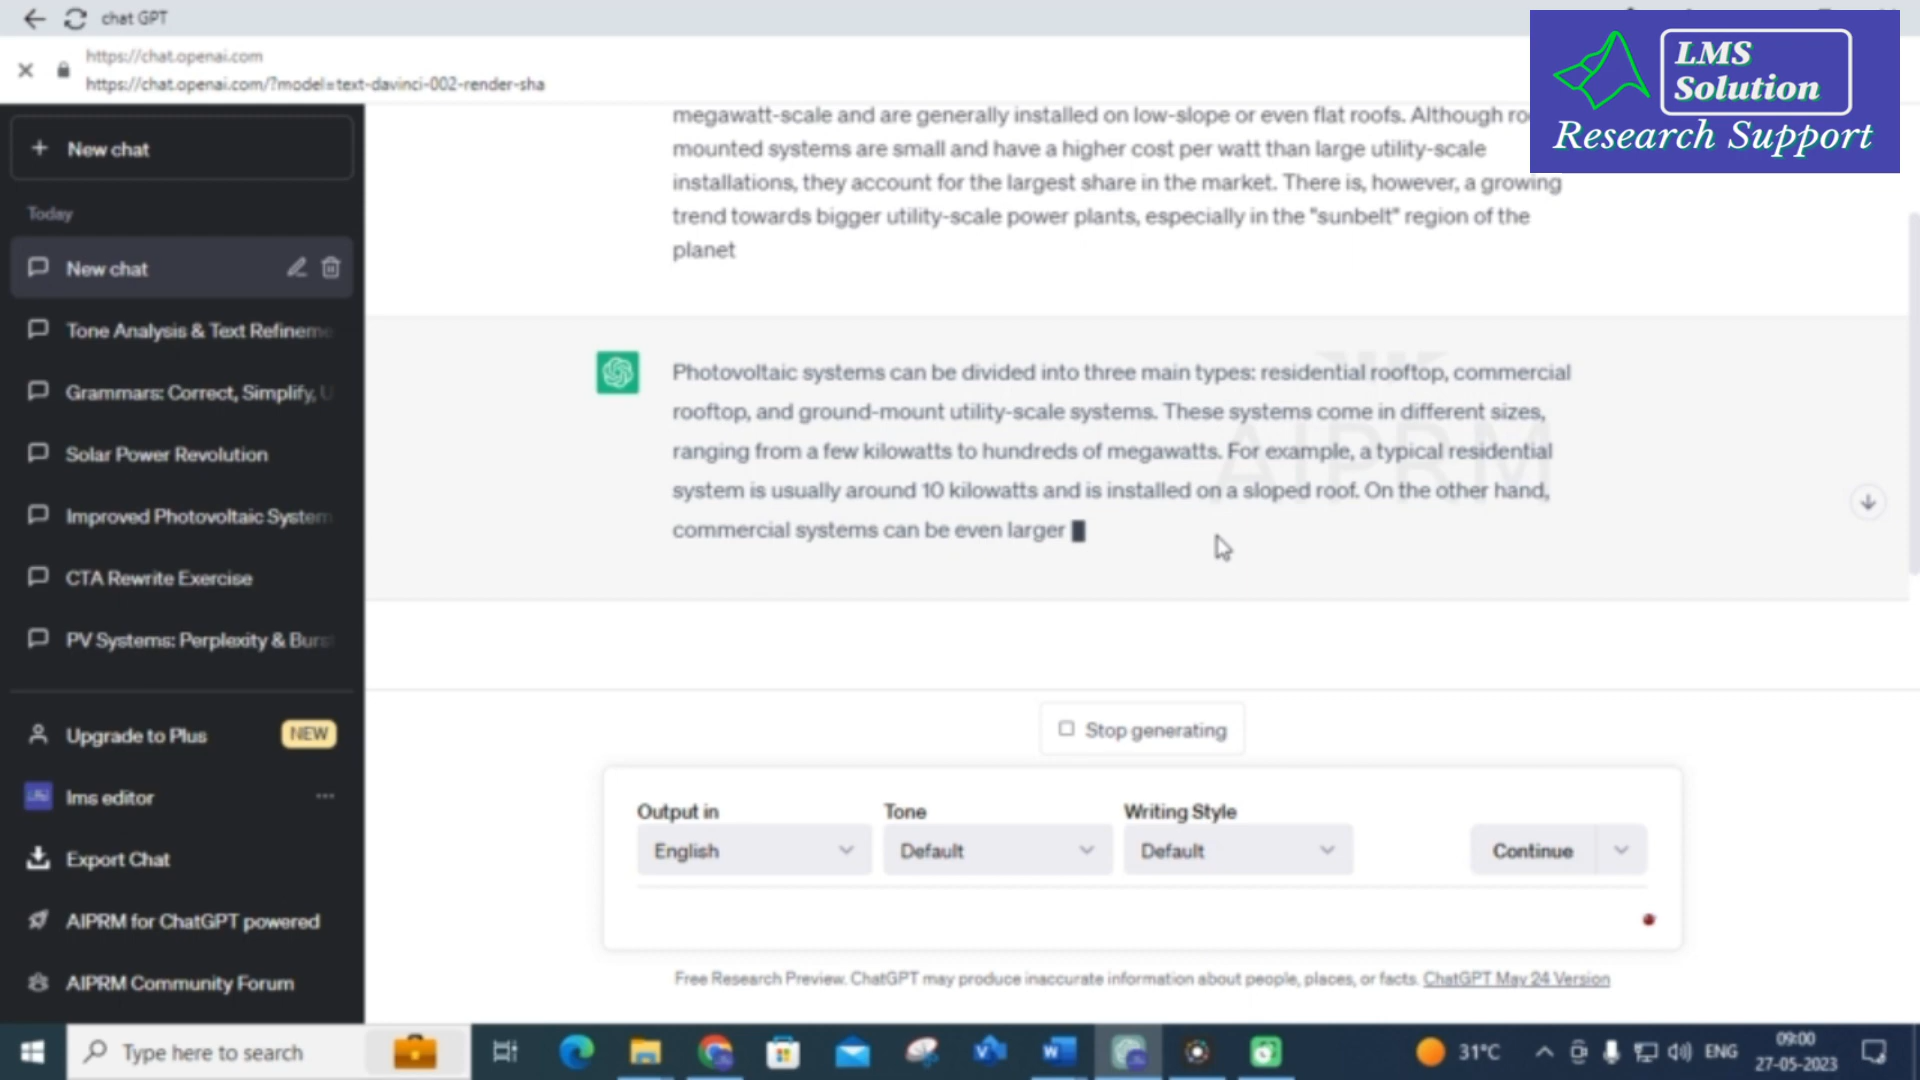 chat GPT
https://chat.openai.com
https://chat.openai.com/?model=text-davinci-002-render-sha
LMS
Solution
Research Support
New chat
Today
New chat
Tone Analysis & Text Refineme
Grammars: Correct, Simplify, U
Solar Power Revolution
Improved Photovoltaic System
CTA Rewrite Exercise
PV Systems: Perplexity & Burs
Upgrade to Plus NEW
lms editor
Export Chat
AIPRM for ChatGPT powered
AIPRM Community Forum
megawatt-scale and are generally installed on low-slope or even flat roofs. Although ro
mounted systems are small and have a higher cost per watt than large utility-scale
installations, they account for the largest share in the market. There is, however, a growing
trend towards bigger utility-scale power plants, especially in the "sunbelt" region of the
planet
Photovoltaic systems can be divided into three main types: residential rooftop, commercial
rooftop, and ground-mount utility-scale systems. These systems come in different sizes,
ranging from a few kilowatts to hundreds of megawatts. For example, a typical residential
system is usually around 10 kilowatts and is installed on a sloped roof. On the other hand,
commercial systems can be even larger
AIPRM
Stop generating
Output in Tone Writing Style
English Default Default Continue
Free Research Preview. ChatGPT may produce inaccurate information about people, places, or facts. ChatGPT May 24 Version
Type here to search
31°C ENG
09:00
27-05-2023